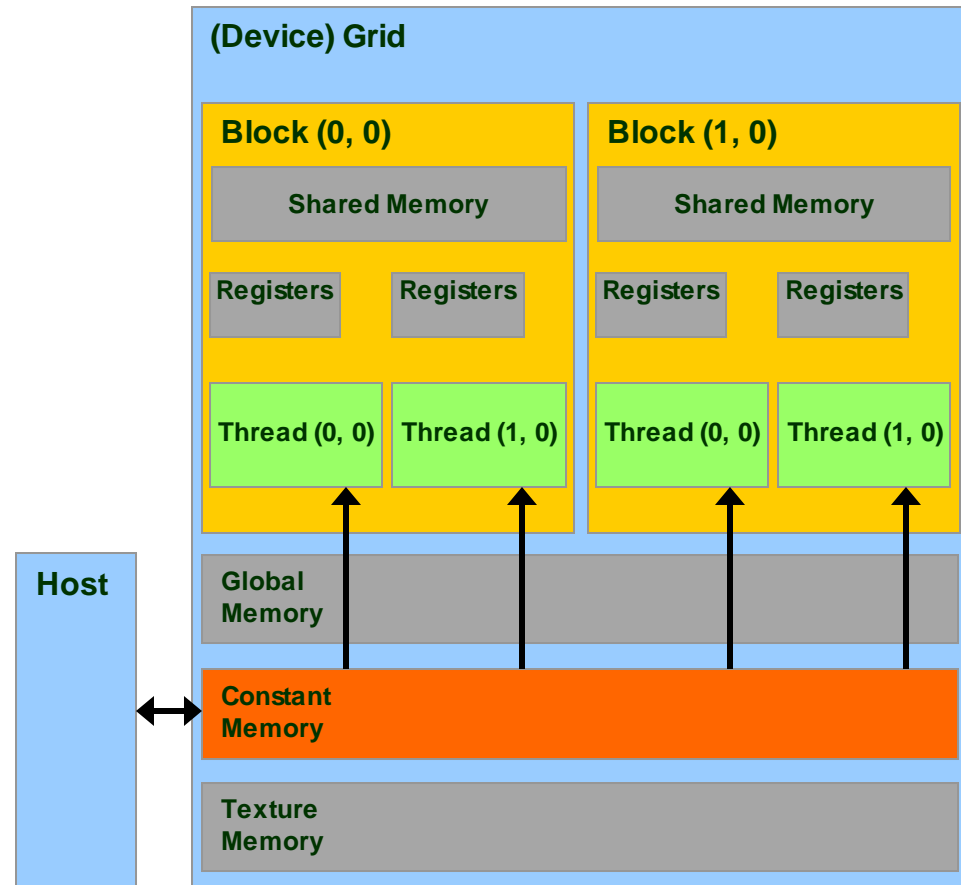 (Device) Grid
Block (0, 0)
Block (1, 0)
Shared Memory
Shared Memory
Registers
Registers
Registers
Registers
Thread (0, 0)
Thread (1, 0)
Thread (0, 0)
Thread (1, 0)
Host
Global
Memory
Constant
Memory
Texture
Memory